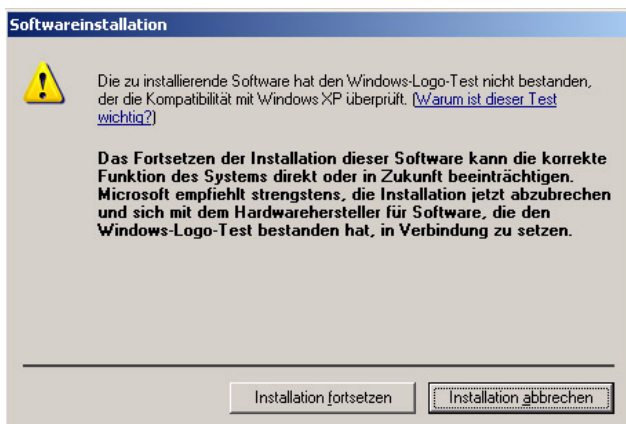 Softwareinstallation
Die zu installierende Software hat den Windows-Logo-Test nicht bestanden,
der die Kompatibilität mit Windows XP überprüft. (Warum ist dieser Test
wichtig?)
Das Fortsetzen der Installation dieser Software kann die korrekte
Funktion des Systems direkt oder in Zukunft beeinträchtigen.
Microsoft empfiehlt strengstens, die Installation jetzt abzubrechen
und sich mit dem Hardwarehersteller für Software, die den
Windows-Logo-Test bestanden hat, in Verbindung zu setzen.
Installation fortsetzen Installation abbrechen